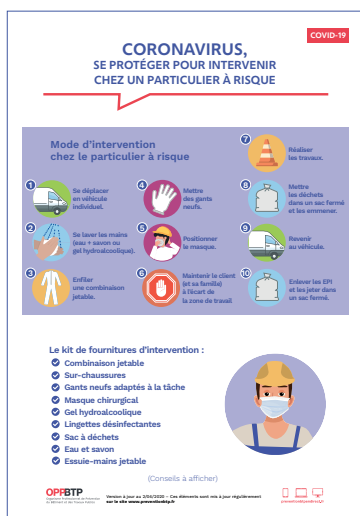 COVID-19
CORONAVIRUS,
SE PROTÉGER POUR INTERVENIR
CHEZ UN PARTICULIER À RISQUE
Mode d'intervention
chez le particulier à risque
1
Se déplacer
en véhicule
individuel.
2
Se laver les mains
(eau + savon ou
gel hydroalcoolique).
3
Enfiler
une combinaison
jetable.
4
Mettre
des gants
neufs.
5
Positionner
le masque.
6
Maintenir le client
(et sa famille)
à l'écart de
la zone de travail
7
Réaliser
les travaux.
8
Mettre
les déchets
dans un sac fermé
et les emmener.
9
Revenir
au véhicule.
10
Enlever les EPI
et les jeter dans
un sac fermé.
Le kit de fournitures d'intervention :
Combinaison jetable
Sur-chaussures
Gants neufs adaptés à la tâche
Masque chirurgical
Gel hydroalcoolique
Lingettes désinfectantes
Sac à déchets
Eau et savon
Essuie-mains jetable
(Conseils à afficher)
OPPBTP
Version à jour au 2/04/2020 – Ces éléments sont mis à jour régulièrement
sur le site www.preventionbtp.fr
preventionbtp.fr